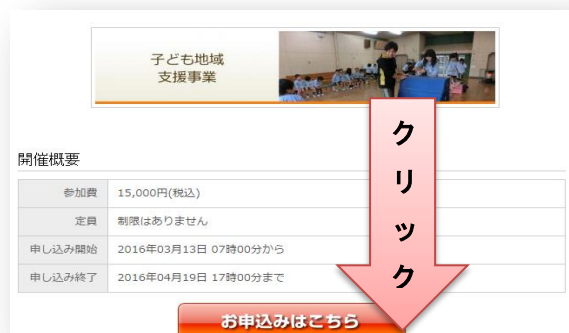 子ども地域
支援事業
開催概要
参加費 15,000円(税込)
定員 制限はありません
申し込み開始 2016年03月13日 07時00分から
申し込み終了 2016年04月19日 17時00分まで
クリック
お申込みはこちら